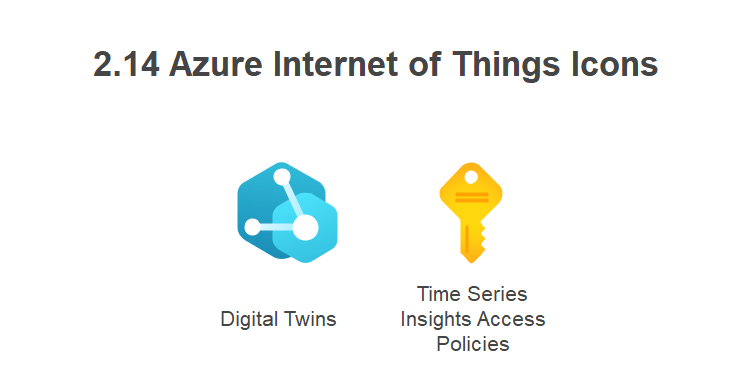 2.14 Azure Internet of Things Icons
Digital Twins
Time Series
Insights Access
Policies